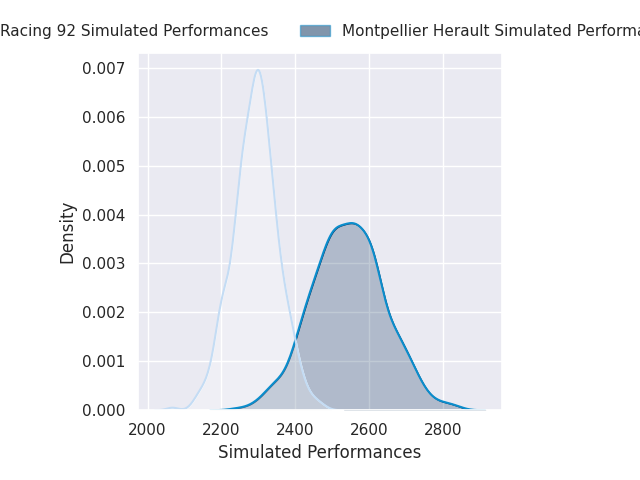 Racing 92 Simulated Performances
Montpellier Herault Simulated Performa
0.007
0.006
0.005
0.004
0.003
0.002
0.001
0.000
Density
2000 2200 2400 2600 2800
Simulated Performances